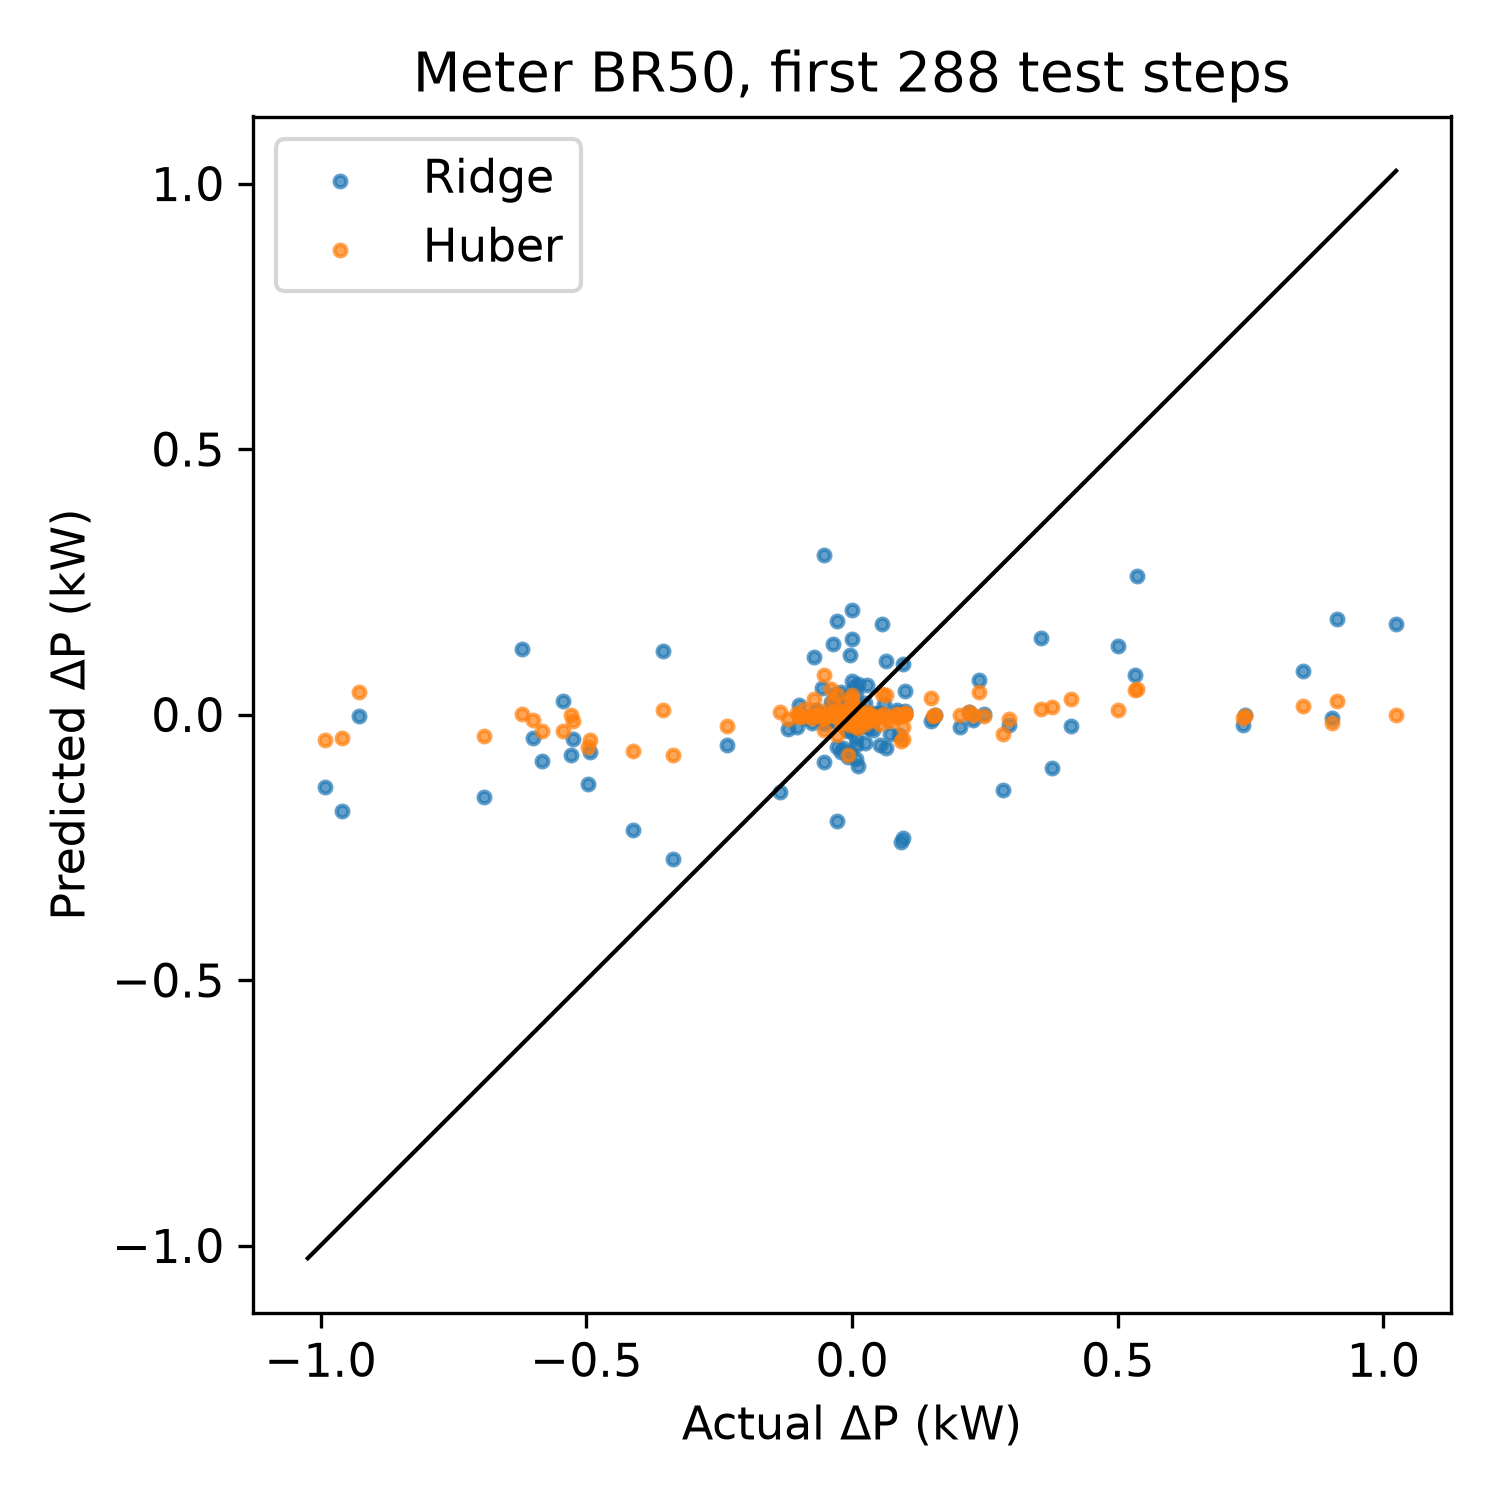 Meter BR50, first 288 test steps
Ridge
Huber
1.0
0.5
0.0
−0.5
−1.0
Predicted ΔP (kW)
−1.0 −0.5 0.0 0.5 1.0
Actual ΔP (kW)